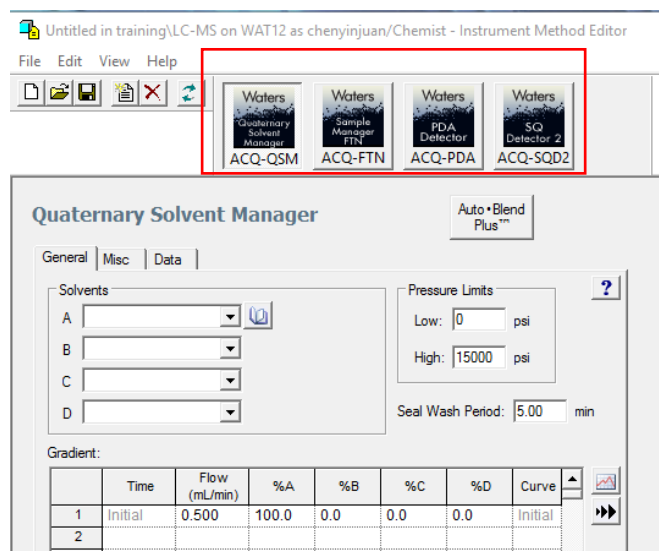 Untitled in training\LC-MS on WAT12 as chenyinjuan/Chemist - Instrument Method Editor
File Edit View Help
Waters Quaternary Solvent Manager ACQ-QSM
Waters Sample Manager FTN ACQ-FTN
Waters PDA Detector ACQ-PDA
Waters SQ Detector 2 ACQ-SQD2
Quaternary Solvent Manager
Auto•Blend Plus™
General Misc Data
Solvents
A
B
C
D
Pressure Limits
Low: 0 psi
High: 15000 psi
?
Seal Wash Period: 5.00 min
Gradient:
Time Flow (mL/min) %A %B %C %D Curve
1 Initial 0.500 100.0 0.0 0.0 0.0 Initial
2